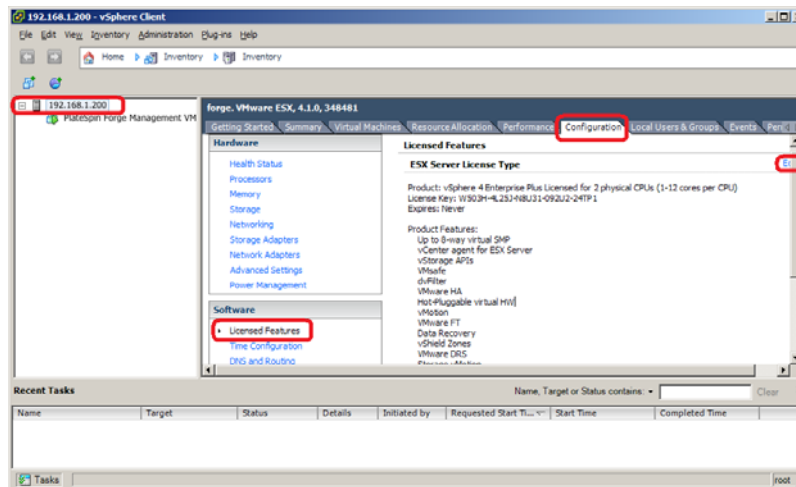 192.168.1.200 - vSphere Client
File Edit View Inventory Administration Plug-ins Help
Home Inventory Inventory
192.168.1.200
PlateSpin Forge Management VM
forge. VMware ESX, 4.1.0, 348481
Getting Started Summary Virtual Machines Resource Allocation Performance Configuration Local Users & Groups Events
Hardware
Health Status
Processors
Memory
Storage
Networking
Storage Adapters
Network Adapters
Advanced Settings
Power Management
Software
Licensed Features
Time Configuration
DNS and Routing
Licensed Features
ESX Server License Type
Product: vSphere 4 Enterprise Plus Licensed for 2 physical CPUs (1-12 cores per CPU)
License Key:
Expires: Never
Product Features:
Up to 8-way virtual SMP
vCenter agent for ESX Server
vStorage APIs
VMsafe
dvFilter
VMware HA
Hot-Pluggable virtual HW
vMotion
VMware FT
Data Recovery
vShield Zones
VMware DRS
Storage vMotion
Recent Tasks
Name, Target or Status contains:
Clear
Name Target Status Details Initiated by Requested Start Ti... Start Time Completed Time
Tasks
root